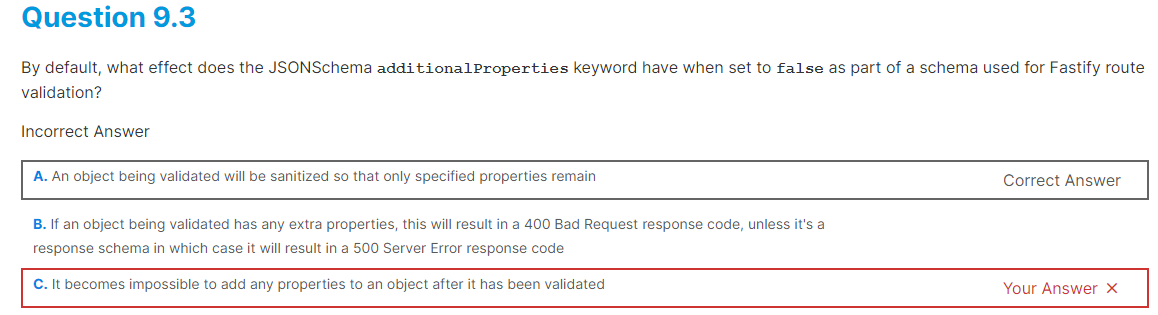 Question 9.3
By default, what effect does the JSONSchema additionalProperties keyword have when set to false as part of a schema used for Fastify route
validation?
Incorrect Answer
A. An object being validated will be sanitized so that only specified properties remain
Correct Answer
B. If an object being validated has any extra properties, this will result in a 400 Bad Request response code, unless it's a
response schema in which case it will result in a 500 Server Error response code
C. It becomes impossible to add any properties to an object after it has been validated
Your Answer ✕